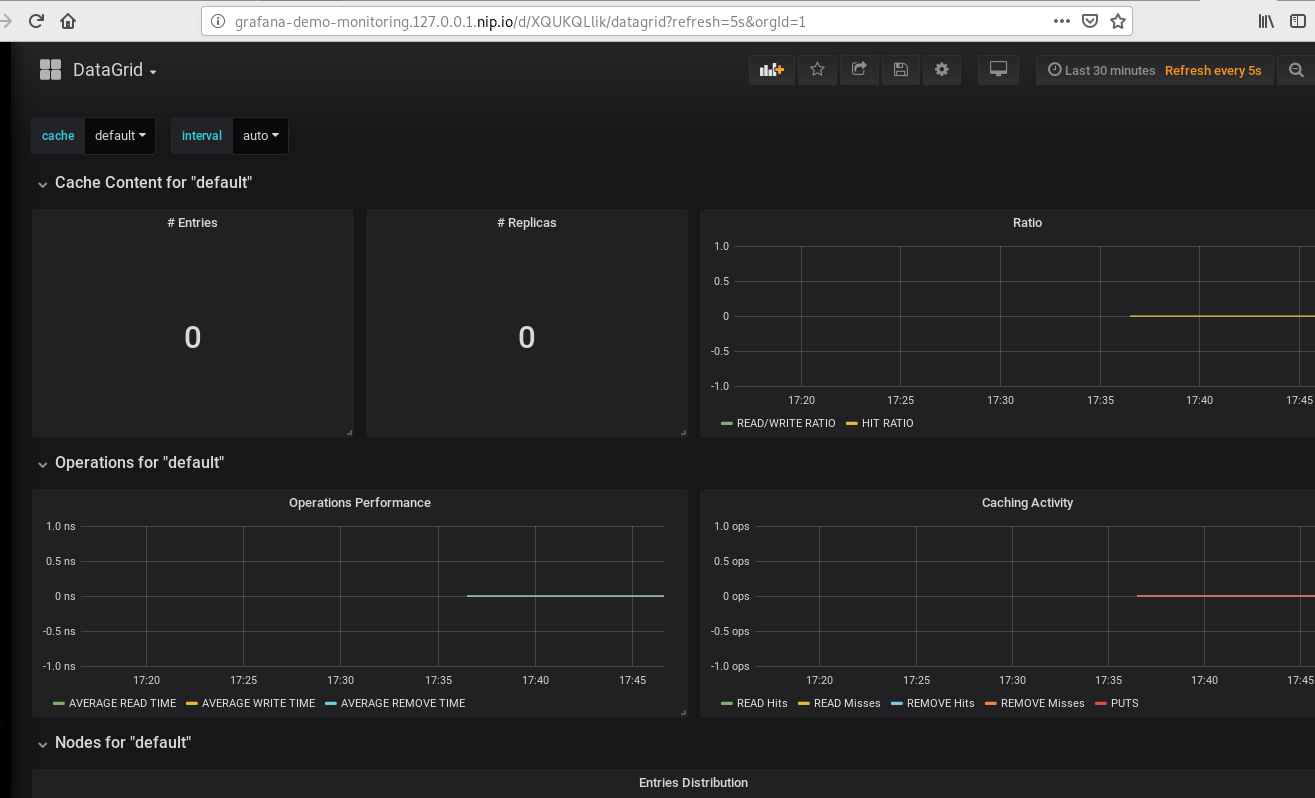 grafana-demo-monitoring.127.0.0.1.nip.io/d/XQUKQLlik/datagrid?refresh=5s&orgId=1
DataGrid
Last 30 minutes Refresh every 5s
cache default interval auto
Cache Content for "default"
# Entries
0
# Replicas
0
Ratio
1.0
0.5
0
-0.5
-1.0
17:20 17:25 17:30 17:35 17:40 17:45
READ/WRITE RATIO HIT RATIO
Operations for "default"
Operations Performance
1.0 ns
0.5 ns
0 ns
-0.5 ns
-1.0 ns
17:20 17:25 17:30 17:35 17:40 17:45
AVERAGE READ TIME AVERAGE WRITE TIME AVERAGE REMOVE TIME
Caching Activity
1.0 ops
0.5 ops
0 ops
-0.5 ops
-1.0 ops
17:20 17:25 17:30 17:35 17:40 17:45
READ Hits READ Misses REMOVE Hits REMOVE Misses PUTS
Nodes for "default"
Entries Distribution